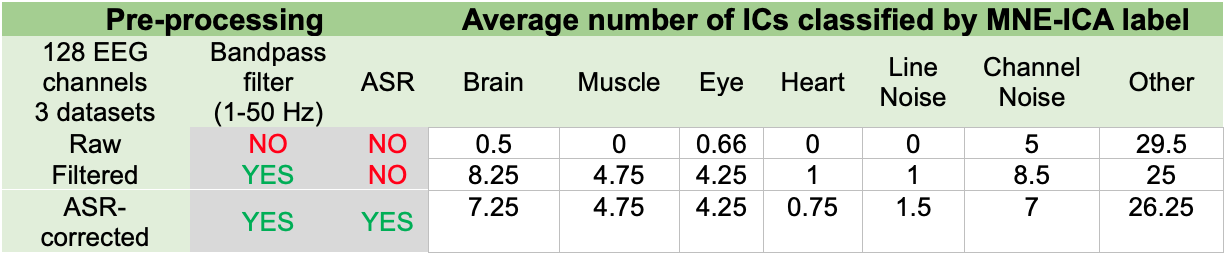 Pre-processing Average number of ICs classified by MNE-ICA label
128 EEG channels 3 datasets Bandpass filter (1-50 Hz) ASR Brain Muscle Eye Heart Line Noise Channel Noise Other
Raw NO NO 0.5 0 0.66 0 0 5 29.5
Filtered YES NO 8.25 4.75 4.25 1 1 8.5 25
ASR-corrected YES YES 7.25 4.75 4.25 0.75 1.5 7 26.25